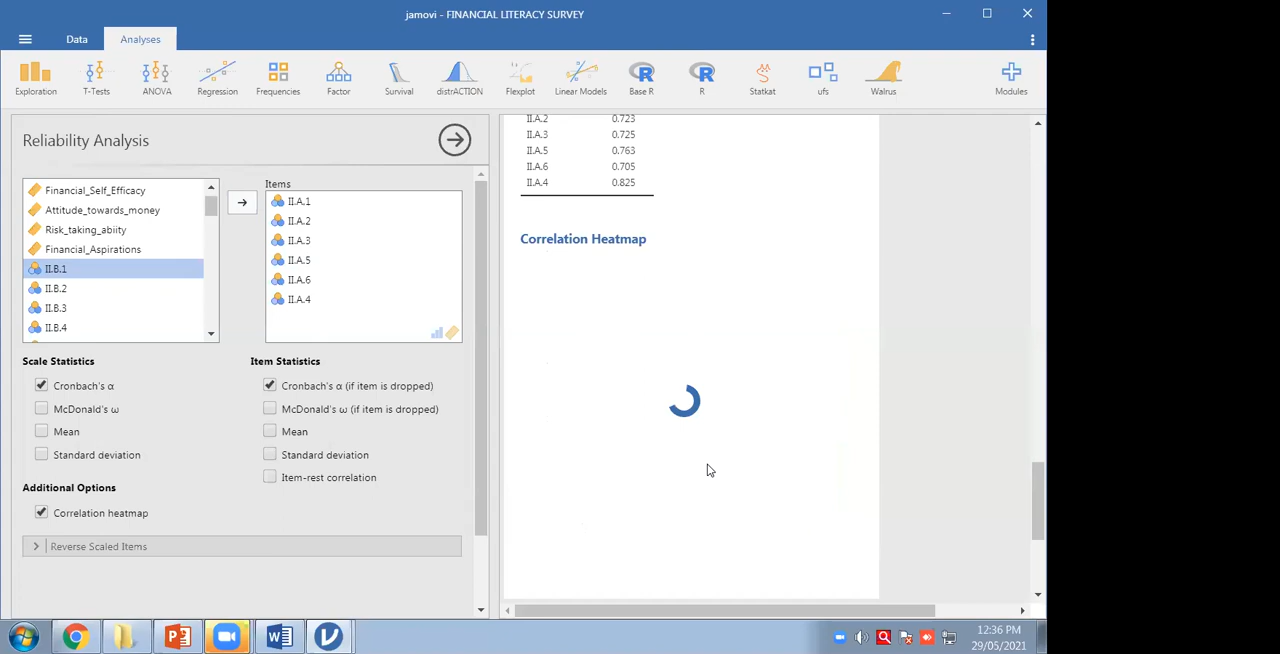 jamovi - FINANCIAL LITERACY SURVEY
Data
Analyses
Exploration
T-Tests
ANOVA
Regression
Frequencies
Factor
Survival
distrACTION
Flexplot
Linear Models
Base R
R
Statkat
ufs
Walrus
Modules
Reliability Analysis
Financial_Self_Efficacy
Attitude_towards_money
Risk_taking_abiity
Financial_Aspirations
II.B.1
II.B.2
II.B.3
II.B.4
Items
II.A.1
II.A.2
II.A.3
II.A.5
II.A.6
II.A.4
Scale Statistics
Cronbach's α
McDonald's ω
Mean
Standard deviation
Item Statistics
Cronbach's α (if item is dropped)
McDonald's ω (if item is dropped)
Mean
Standard deviation
Item-rest correlation
Additional Options
Correlation heatmap
Reverse Scaled Items
II.A.2 0.723
II.A.3 0.725
II.A.5 0.763
II.A.6 0.705
II.A.4 0.825
Correlation Heatmap
12:36 PM
29/05/2021